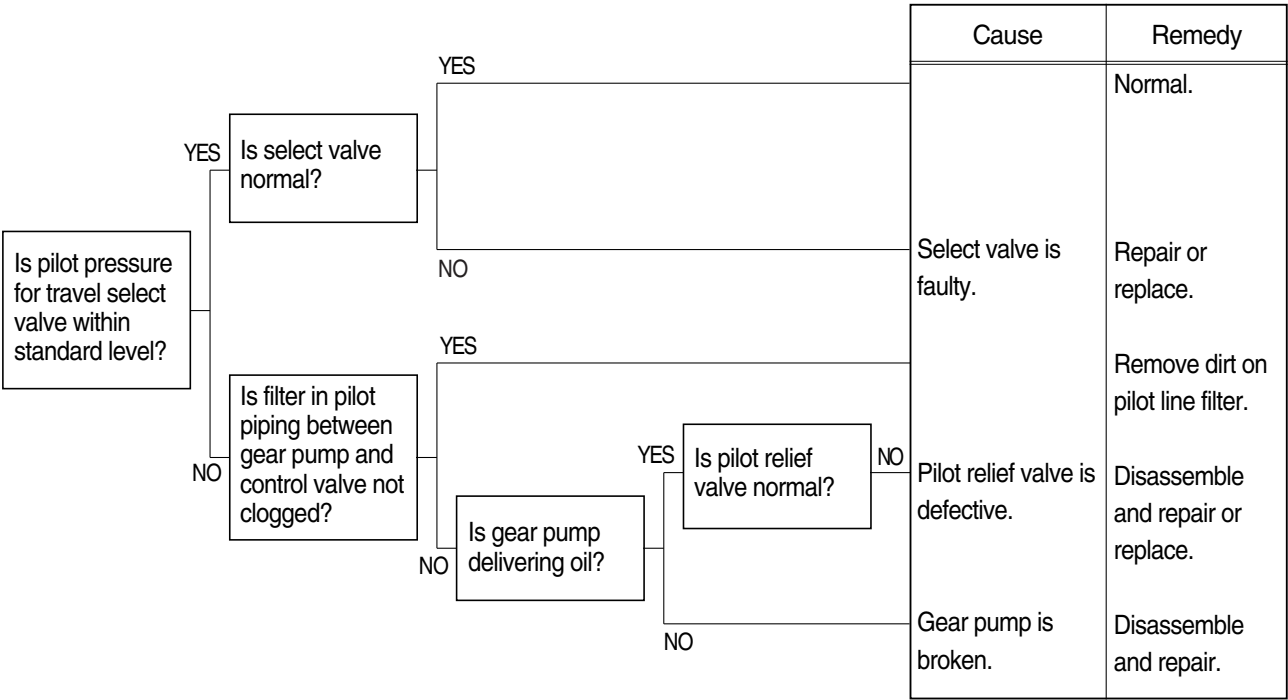 Cause
Remedy
YES
Normal.
YES
Is select valve
normal?
NO
Select valve is
faulty.
Repair or
replace.
Is pilot pressure
for travel select
valve within
standard level?
YES
Remove dirt on
pilot line filter.
NO
Is filter in pilot
piping between
gear pump and
control valve not
clogged?
YES
Is pilot relief
valve normal?
NO
Pilot relief valve is
defective.
Disassemble
and repair or
replace.
NO
Is gear pump
delivering oil?
NO
Gear pump is
broken.
Disassemble
and repair.